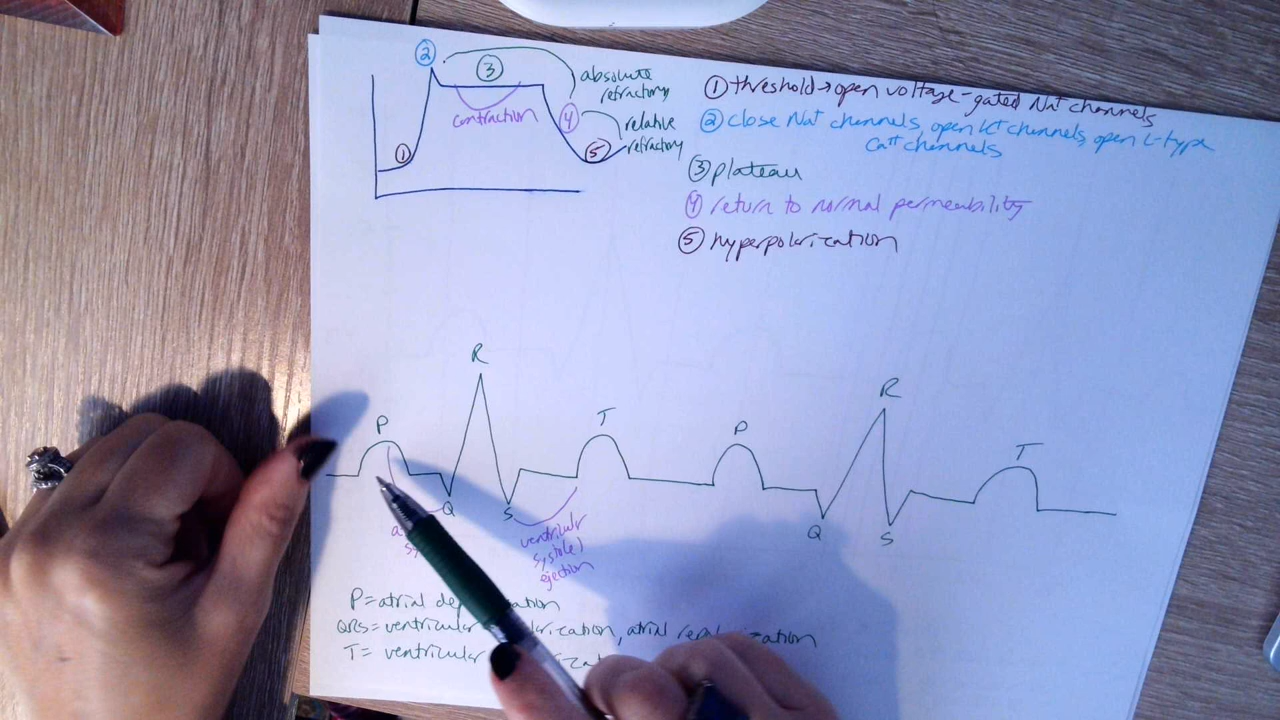 ②
③
absolute
refractory
contraction
④
relative
refractory
①
⑤
① threshold → open voltage-gated Na+ channels
② close Na+ channels, open K+ channels, open L-type
Ca++ channels
③ plateau
④ return to normal permeability
⑤ hyperpolarization
R
P
T
P
R
T
Q
S
Q
S
ventricular
systole/
ejection
P = atrial
QRS = ventricular , atrial
T = ventricular